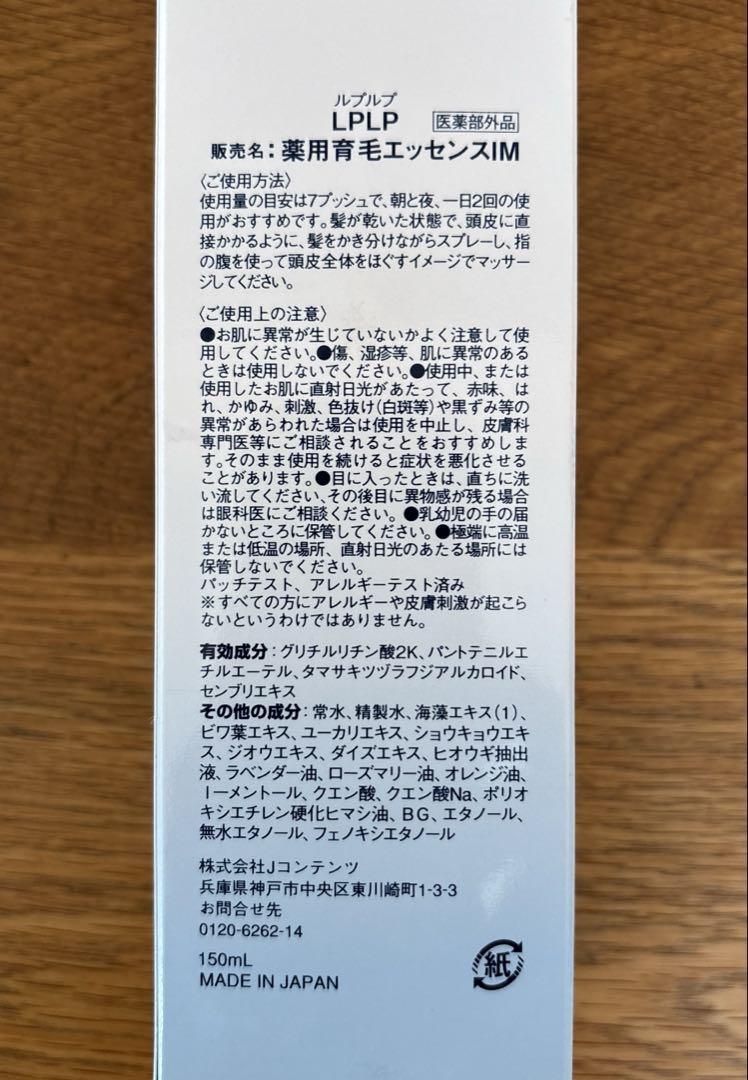 ルプルプ
LPLP 医薬部外品
販売名：薬用育毛エッセンスIM
〈ご使用方法〉
使用量の目安は7プッシュで、朝と夜、一日2回の使
用がおすすめです。髪が乾いた状態で、頭皮に直
接かかるように、髪をかき分けながらスプレーし、指
の腹を使って頭皮全体をほぐすイメージでマッサー
ジしてください。
〈ご使用上の注意〉
●お肌に異常が生じていないかよく注意して使
用してください。●傷、湿疹等、肌に異常のある
ときは使用しないでください。●使用中、または
使用したお肌に直射日光があたって、赤味、は
れ、かゆみ、刺激、色抜け（白斑等）や黒ずみ等の
異常があらわれた場合は使用を中止し、皮膚科
専門医等にご相談されることをおすすめしま
す。そのまま使用を続けると症状を悪化させる
ことがあります。●目に入ったときは、直ちに洗
い流してください、その後目に異物感が残る場合
は眼科医にご相談ください。●乳幼児の手の届
かないところに保管してください。●極端に高温
または低温の場所、直射日光のあたる場所には
保管しないでください。
パッチテスト、アレルギーテスト済み
※すべての方にアレルギーや皮膚刺激が起こら
ないというわけではありません。
有効成分：グリチルリチン酸2K、パントテニルエ
チルエーテル、タマサキツヅラフジアルカロイド、
センブリエキス
その他の成分：常水、精製水、海藻エキス（1）、
ビワ葉エキス、ユーカリエキス、ショウキョウエキ
ス、ジオウエキス、ダイズエキス、ヒオウギ抽出
液、ラベンダー油、ローズマリー油、オレンジ油、
l－メントール、クエン酸、クエン酸Na、ポリオ
キシエチレン硬化ヒマシ油、BG、エタノール、
無水エタノール、フェノキシエタノール
株式会社Jコンテンツ
兵庫県神戸市中央区東川崎町1-3-3
お問合せ先
0120-6262-14
150mL
MADE IN JAPAN
紙